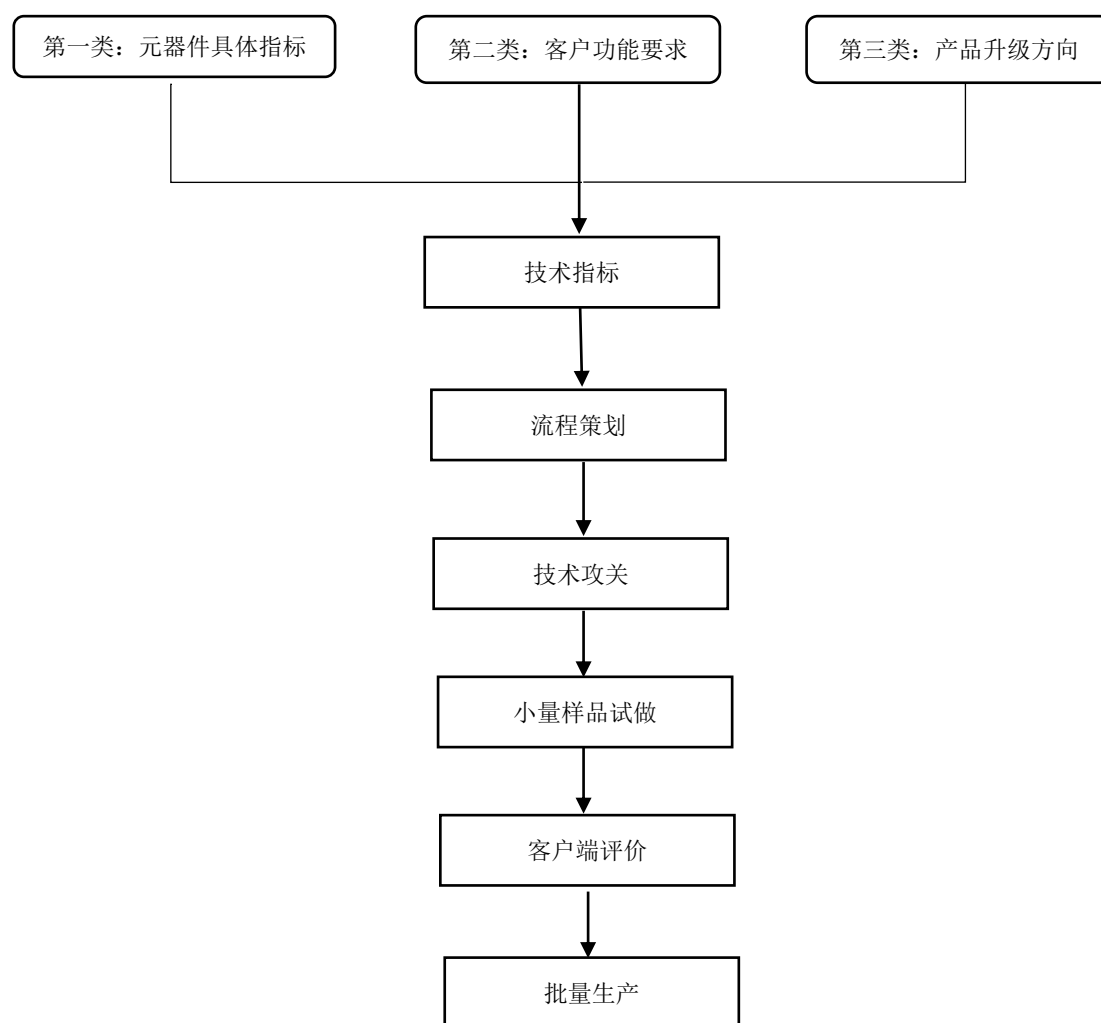 第一类：元器件具体指标
第二类：客户功能要求
第三类：产品升级方向
技术指标
流程策划
技术攻关
小量样品试做
客户端评价
批量生产